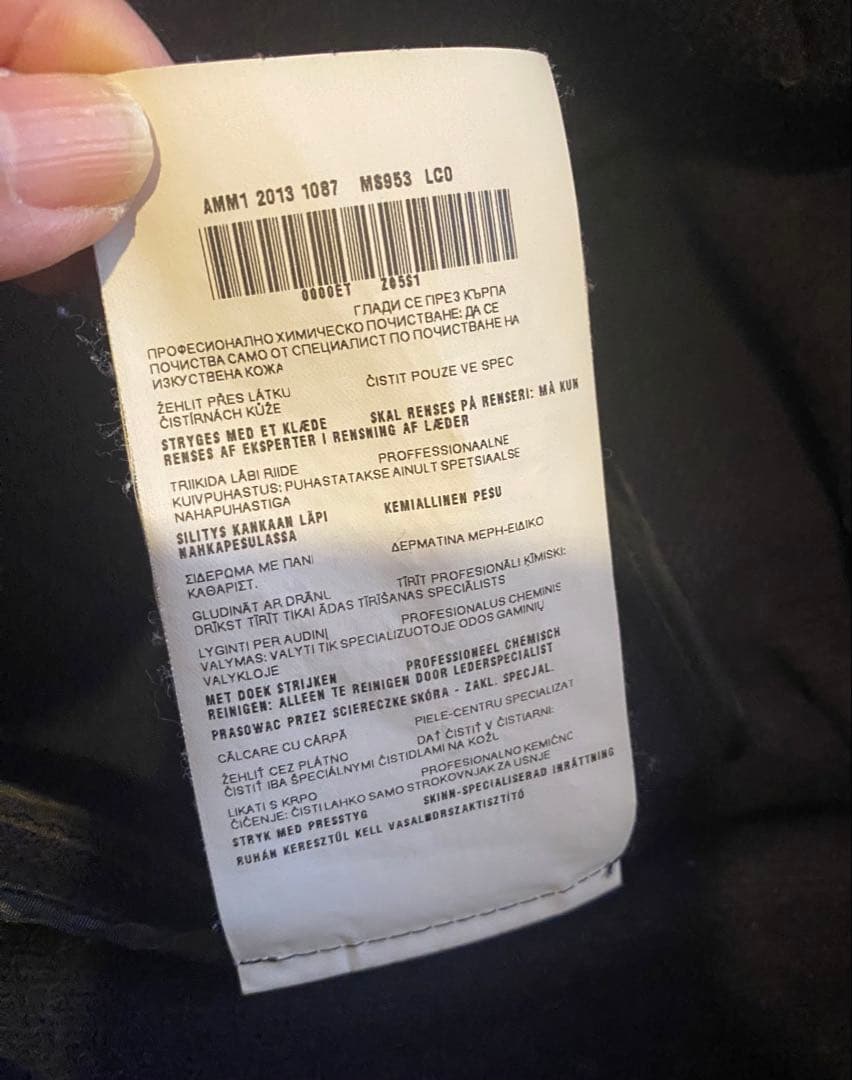 AMM1 2013 1087 MS953 LC0
0000ET Z05S1
ГЛАДИ СЕ ПРЕЗ КЪРПА
ПРОФЕСИОНАЛНО ХИМИЧЕСКО ПОЧИСТВАНЕ: ДА СЕ
ПОЧИСТВА САМО ОТ СПЕЦИАЛИСТ ПО ПОЧИСТВАНЕ НА
ИЗКУСТВЕНА КОЖА
ŽEHLIT PŘES LÁTKU ČISTIT POUZE VE SPEC
ČISTÍRNÁCH KŮŽE
STRYGES MED ET KLÆDE SKAL RENSES PÅ RENSERI: MÅ KUN
RENSES AF EKSPERTER I RENSNING AF LÆDER
TRIIKIDA LÄBI RIIDE PROFFESSIONAALNE
KUIVPUHASTUS: PUHASTATAKSE AINULT SPETSIAALSE
NAHAPUHASTIGA
SILITYS KANKAAN LÄPI KEMIALLINEN PESU
NAHKAPESULASSA
ΣΙΔΕΡΩΜΑ ΜΕ ΠΑΝΙ ΔΕΡΜΑΤΙΝΑ ΜΕΡΗ-ΕΙΔΙΚΟ
ΚΑΘΑΡΙΣΤ.
GLUDINĀT AR DRĀNU TĪRĪT PROFESIONĀLI ĶĪMISKI:
DRĪKST TĪRĪT TIKAI ĀDAS TĪRĪŠANAS SPECIĀLISTS
LYGINTI PER AUDINĮ PROFESIONALUS CHEMINIS
VALYMAS: VALYTI TIK SPECIALIZUOTOJE ODOS GAMINIŲ
VALYKLOJE
MET DOEK STRIJKEN PROFESSIONEEL CHEMISCH
REINIGEN: ALLEEN TE REINIGEN DOOR LEDERSPECIALIST
PRASOWAC PRZEZ SCIERECZKE SKÓRA - ZAKL. SPECJAL.
CĂLCARE CU CÂRPĂ PIELE-CENTRU SPECIALIZAT
ŽEHLIŤ CEZ PLÁTNO DAŤ ČISTIŤ V ČISTIARNI:
ČISTIŤ IBA ŠPECIÁLNYMI ČISTIDLAMI NA KOŽU
LIKATI S KRPO PROFESIONALNO KEMIČNO
ČIČENJE: ČISTI LAHKO SAMO STROKOVNJAK ZA USNJE
STRYK MED PRESSTYG SKINN-SPECIALISERAD INRÄTTNING
RUHÁN KERESZTÜL KELL VASALBDRSZAKTISZTÍTÓ